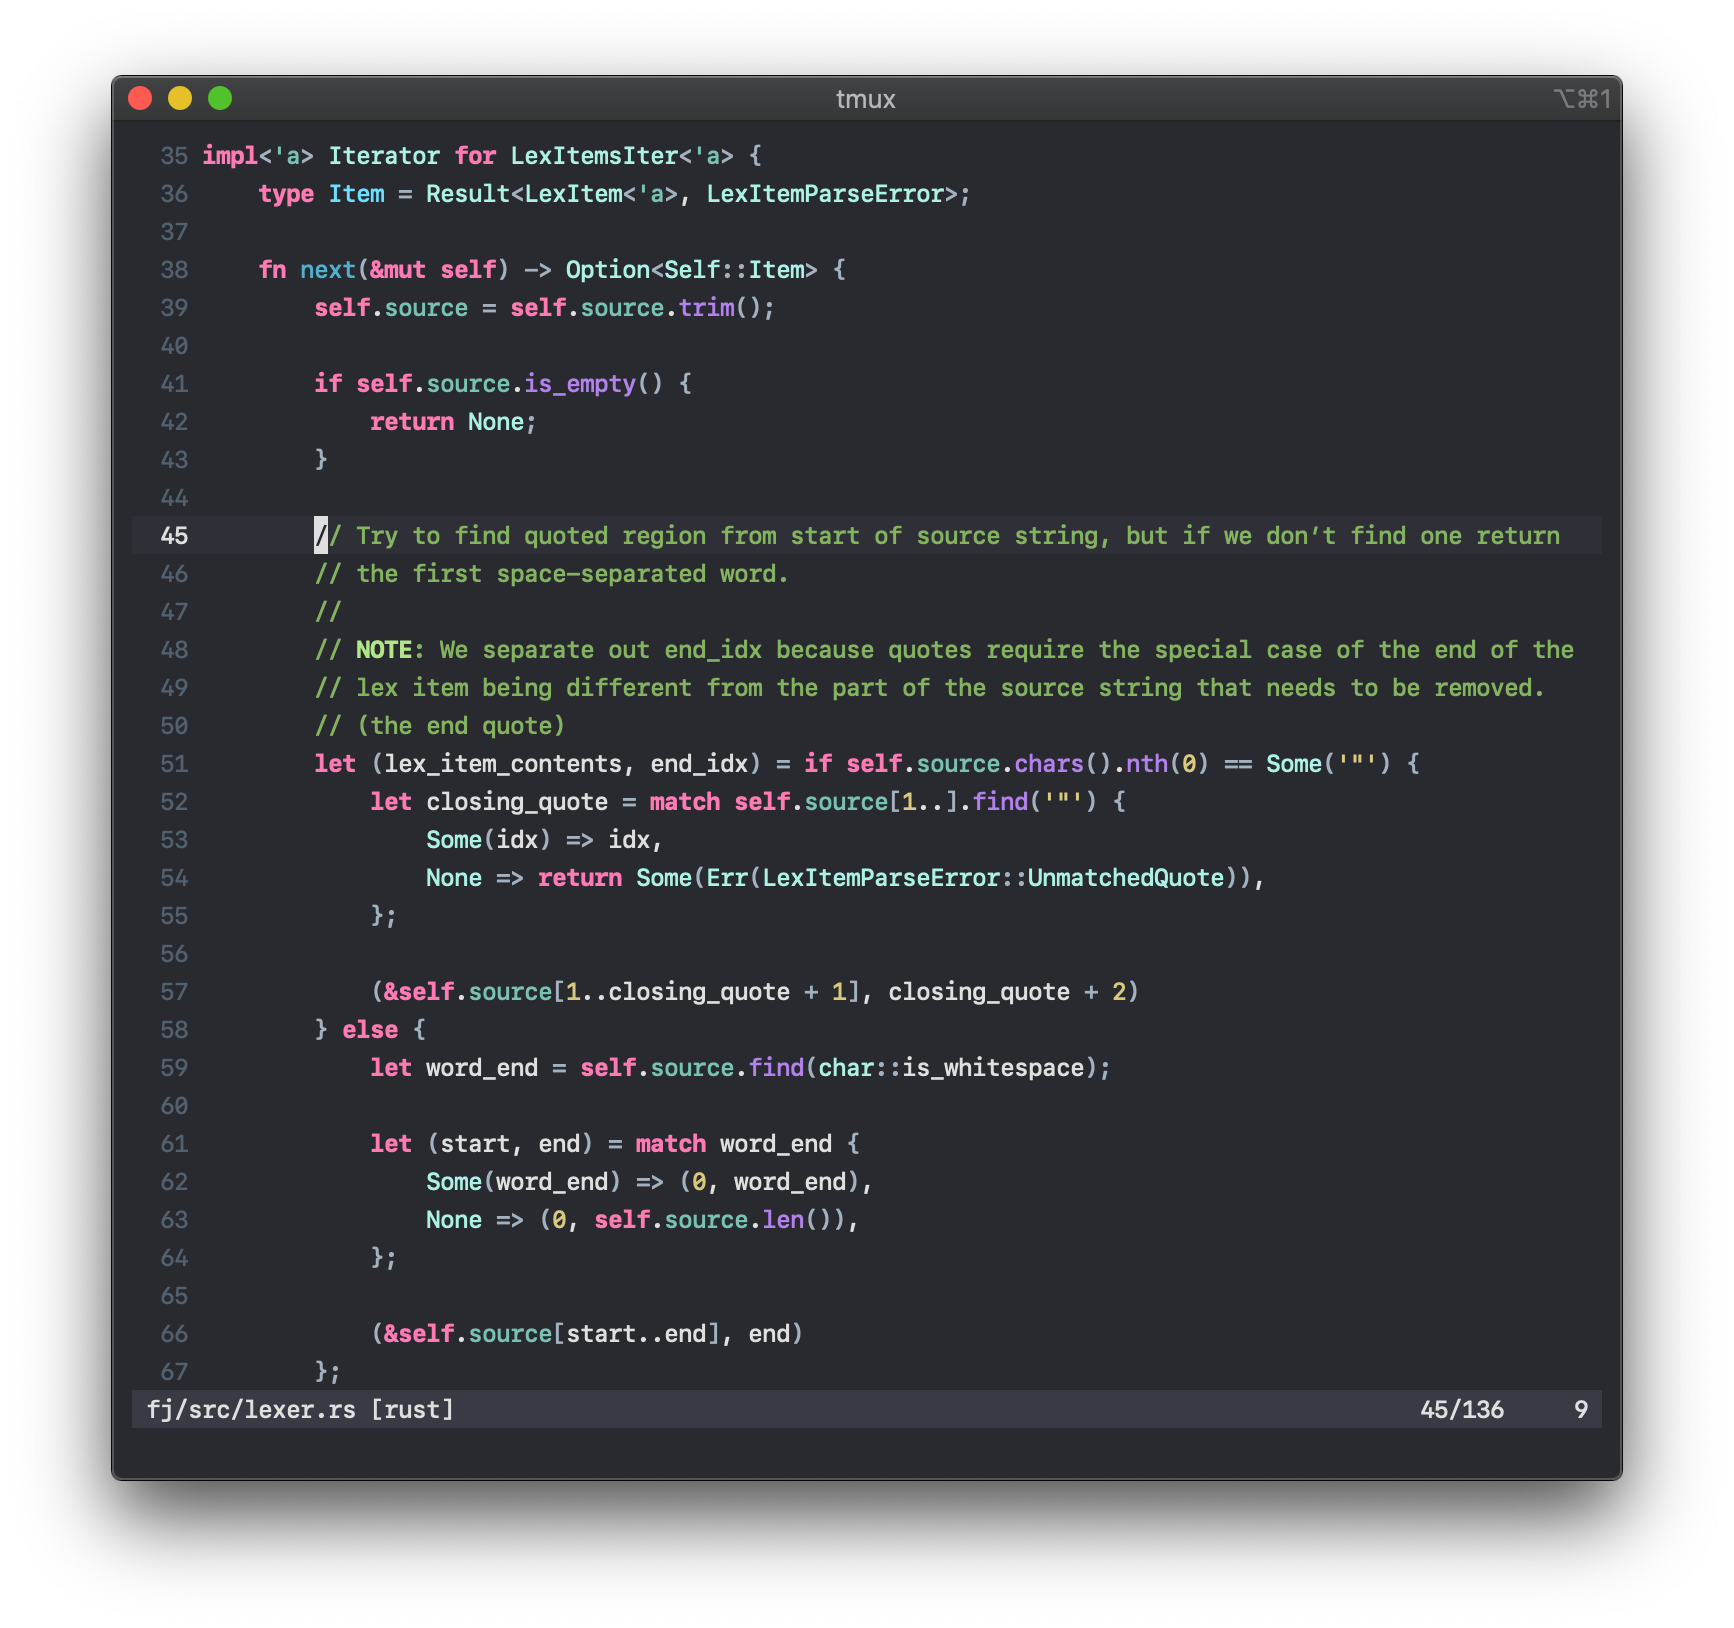 tmux ⌥⌘1
35 impl<'a> Iterator for LexItemsIter<'a> {
36     type Item = Result<LexItem<'a>, LexItemParseError>;
37
38     fn next(&mut self) -> Option<Self::Item> {
39         self.source = self.source.trim();
40
41         if self.source.is_empty() {
42             return None;
43         }
44
45         // Try to find quoted region from start of source string, but if we don’t find one return
46         // the first space-separated word.
47         //
48         // NOTE: We separate out end_idx because quotes require the special case of the end of the
49         // lex item being different from the part of the source string that needs to be removed.
50         // (the end quote)
51         let (lex_item_contents, end_idx) = if self.source.chars().nth(0) == Some('"') {
52             let closing_quote = match self.source[1..].find('"') {
53                 Some(idx) => idx,
54                 None => return Some(Err(LexItemParseError::UnmatchedQuote)),
55             };
56
57             (&self.source[1..closing_quote + 1], closing_quote + 2)
58         } else {
59             let word_end = self.source.find(char::is_whitespace);
60
61             let (start, end) = match word_end {
62                 Some(word_end) => (0, word_end),
63                 None => (0, self.source.len()),
64             };
65
66             (&self.source[start..end], end)
67         };
fj/src/lexer.rs [rust] 45/136 9